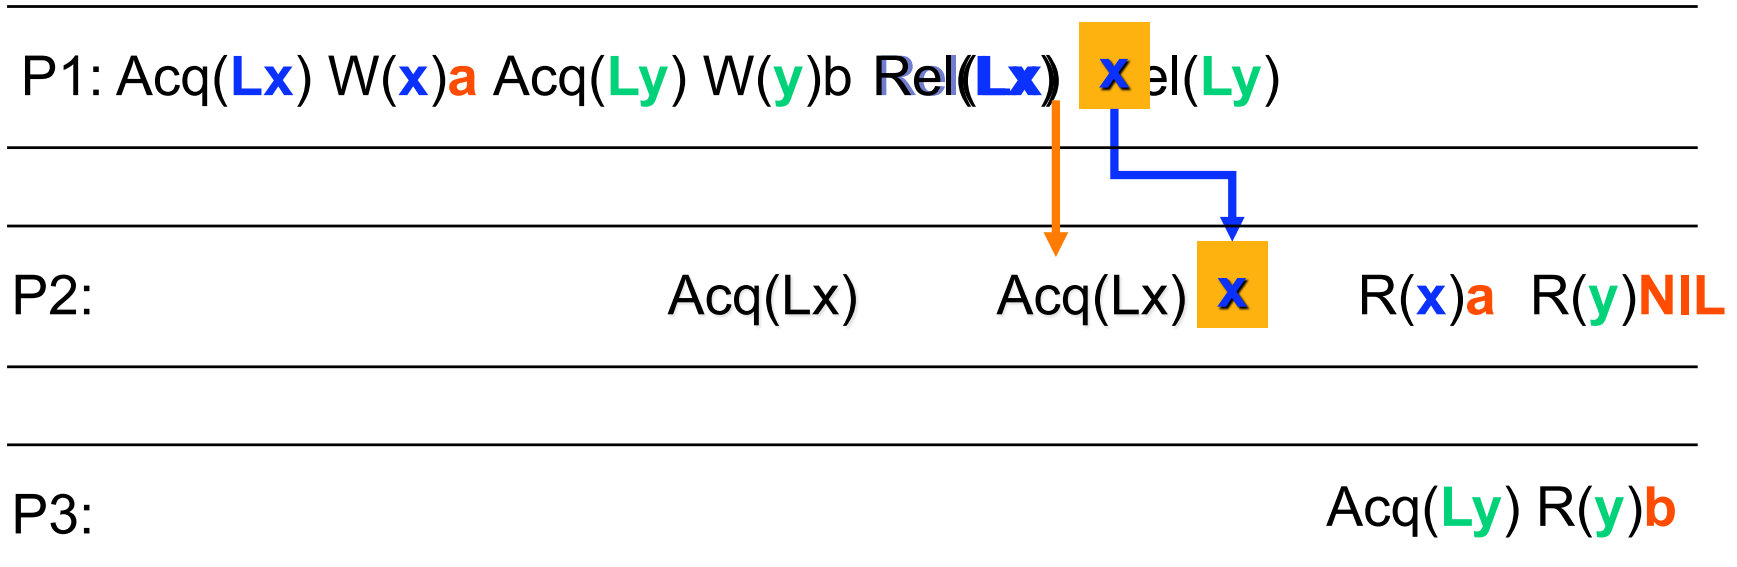 P1: Acq(Lx) W(x)a Acq(Ly) W(y)b Rel(Lx) x el(Ly)
P2: Acq(Lx) Acq(Lx) x R(x)a R(y)NIL
P3: Acq(Ly) R(y)b